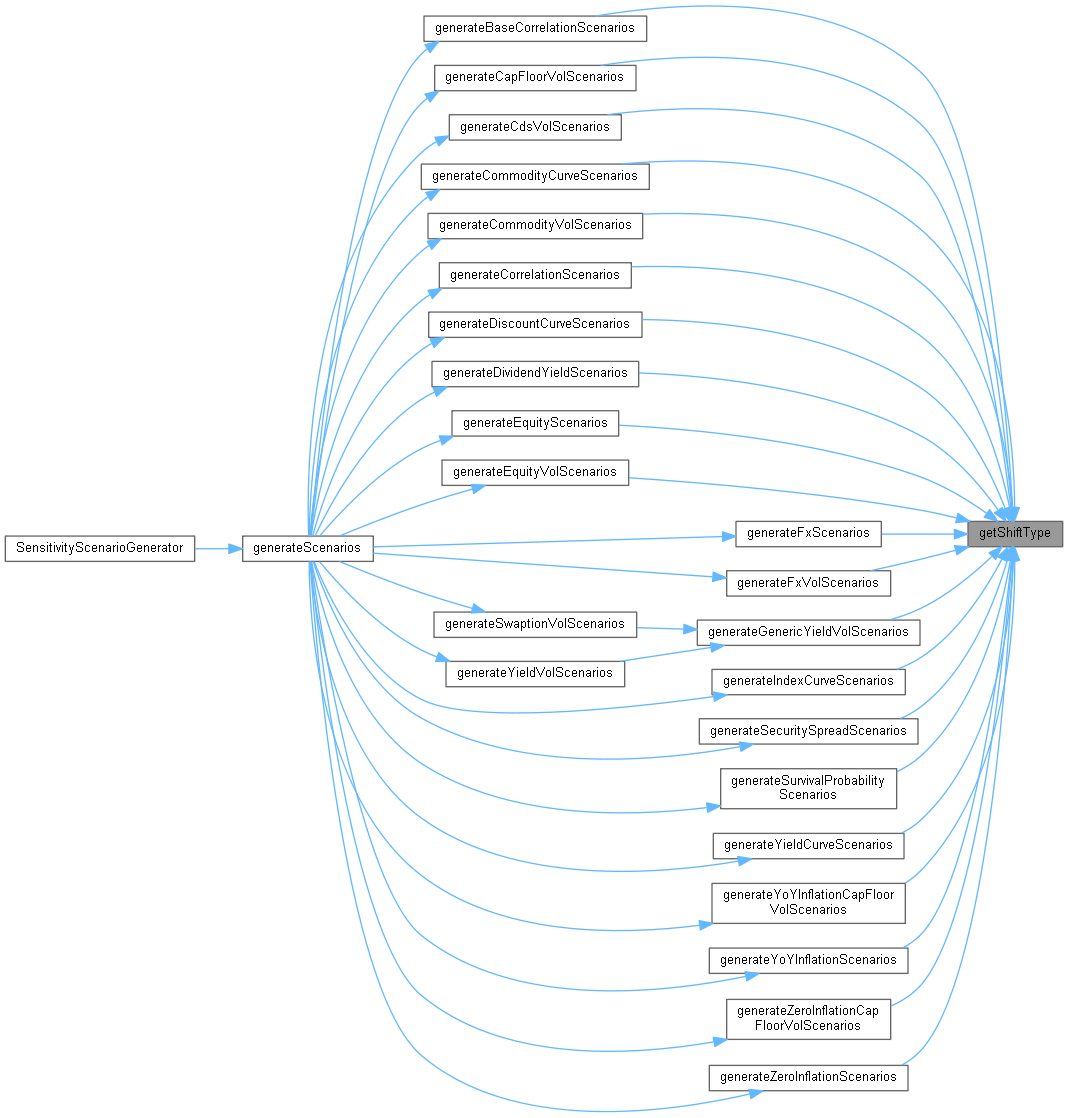 generateBaseCorrelationScenarios
generateCapFloorVolScenarios
generateCdsVolScenarios
generateCommodityCurveScenarios
generateCommodityVolScenarios
generateCorrelationScenarios
generateDiscountCurveScenarios
generateDividendYieldScenarios
generateEquityScenarios
generateEquityVolScenarios
SensitivityScenarioGenerator
generateScenarios
generateFxScenarios
getShiftType
generateFxVolScenarios
generateSwaptionVolScenarios
generateGenericYieldVolScenarios
generateYieldVolScenarios
generateIndexCurveScenarios
generateSecuritySpreadScenarios
generateSurvivalProbability
Scenarios
generateYieldCurveScenarios
generateYoYInflationCapFloor
VolScenarios
generateYoYInflationScenarios
generateZeroInflationCap
FloorVolScenarios
generateZeroInflationScenarios